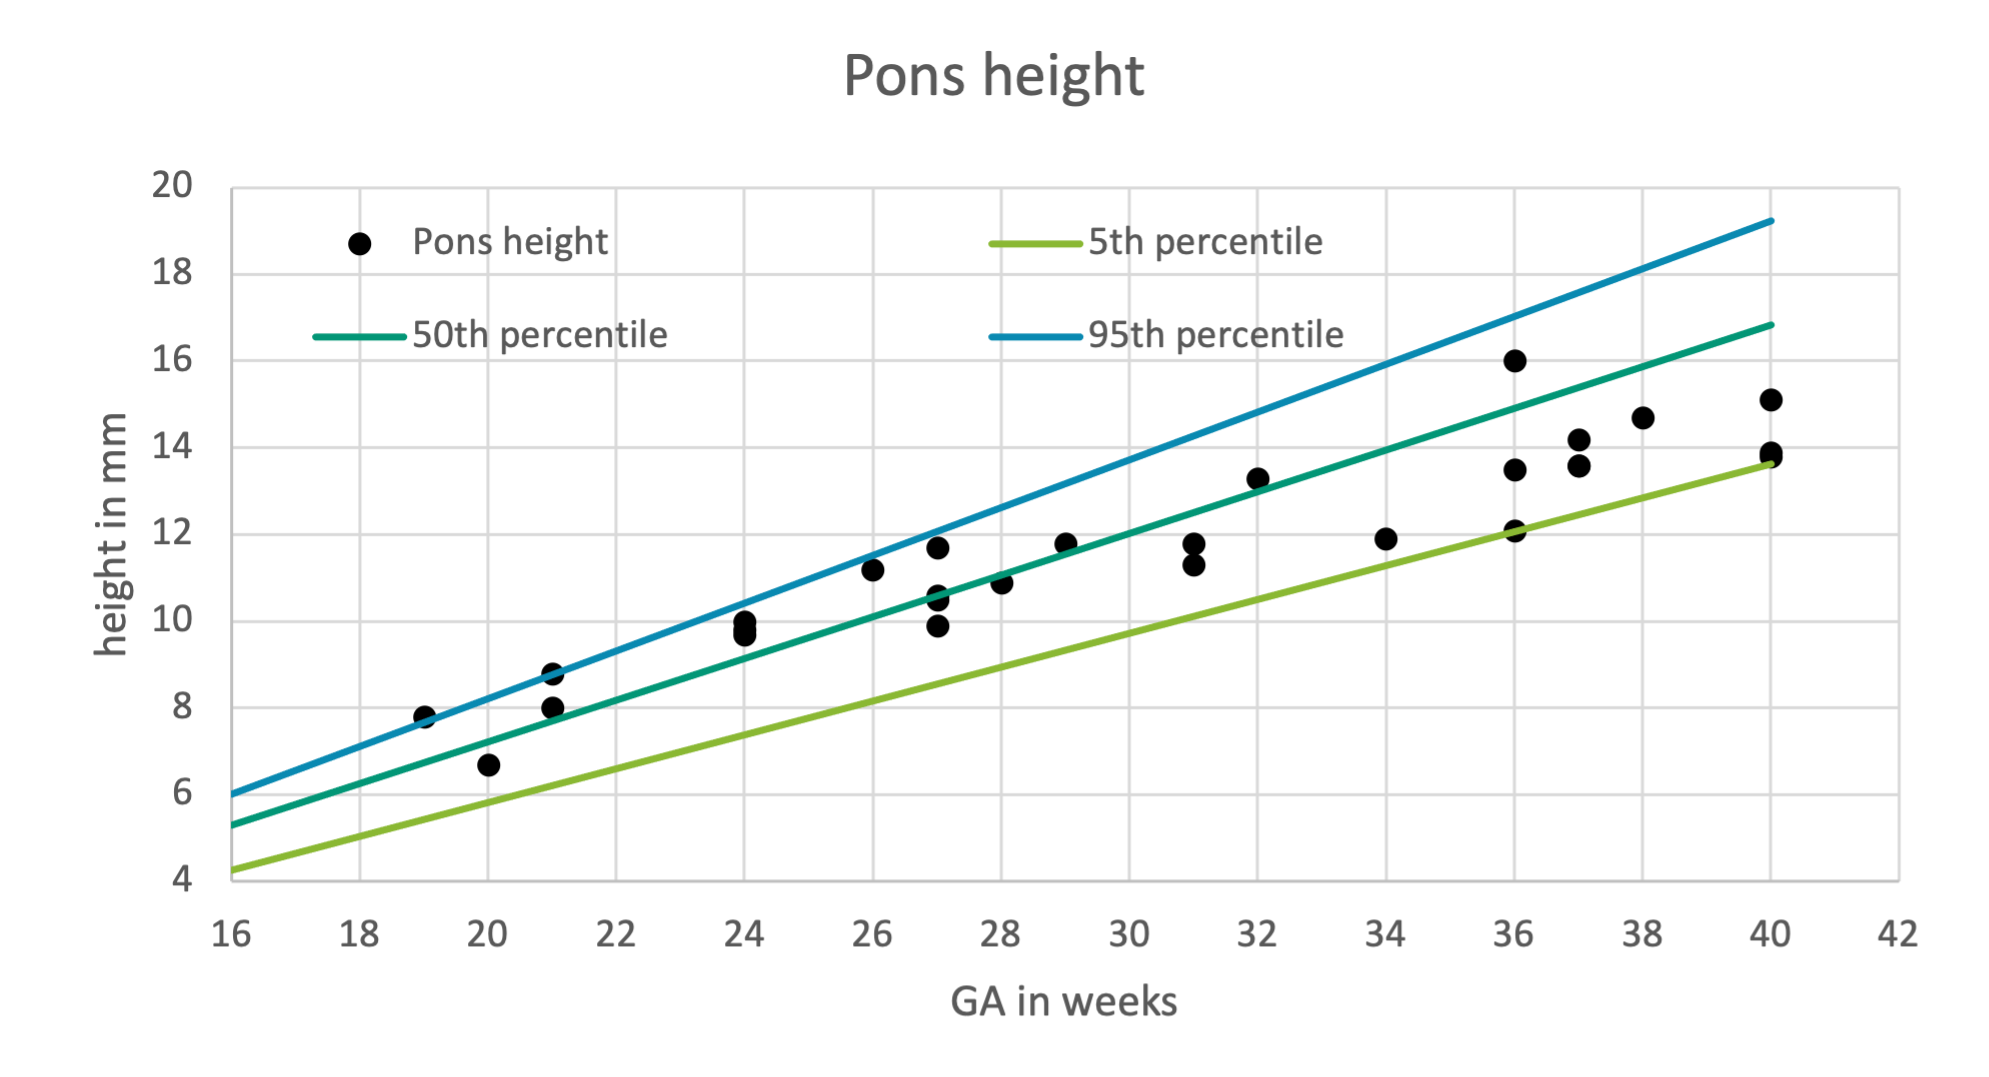 Pons height
20
18
16
14
12
10
8
6
4
Pons height
5th percentile
50th percentile
95th percentile
height in mm
16 18 20 22 24 26 28 30 32 34 36 38 40 42
GA in weeks